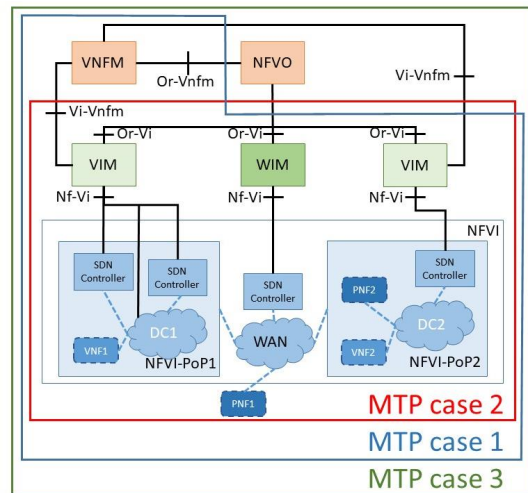 VNFM
NFVO
Or-Vnfm
Vi-Vnfm
Vi-Vnfm
Or-Vi
Or-Vi
Or-Vi
VIM
WIM
VIM
Nf-Vi
Nf-Vi
Nf-Vi
NFVI
SDN
Controller
SDN
Controller
SDN
Controller
SDN
Controller
PNF2
DC1
WAN
DC2
VNF1
VNF2
NFVI-PoP1
NFVI-PoP2
PNF1
MTP case 2
MTP case 1
MTP case 3